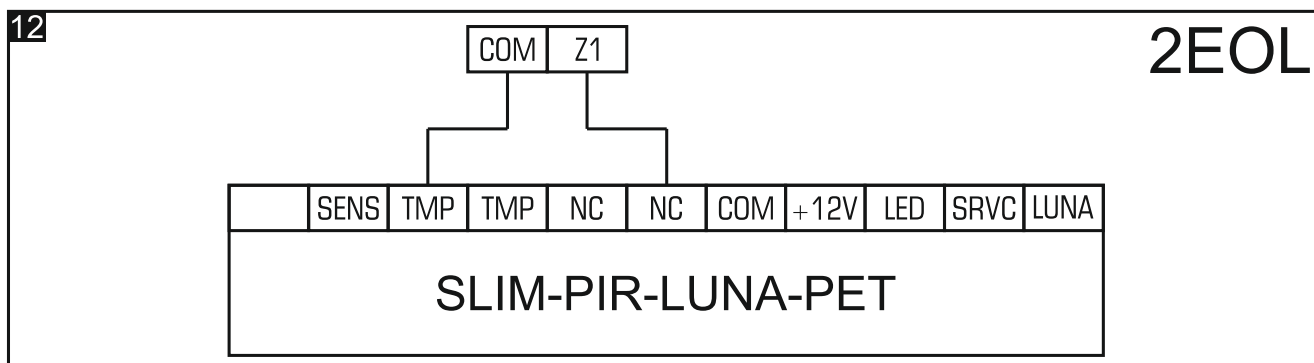 12
2EOL
COM Z1
SENS TMP TMP NC NC COM +12V LED SRVC LUNA
SLIM-PIR-LUNA-PET